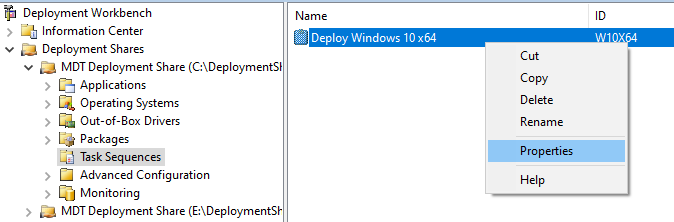 Deployment Workbench
Information Center
Deployment Shares
MDT Deployment Share (C:\DeploymentSh
Applications
Operating Systems
Out-of-Box Drivers
Packages
Task Sequences
Advanced Configuration
Monitoring
MDT Deployment Share (E:\DeploymentSh
Name ID
Deploy Windows 10 x64 W10X64
Cut
Copy
Delete
Rename
Properties
Help